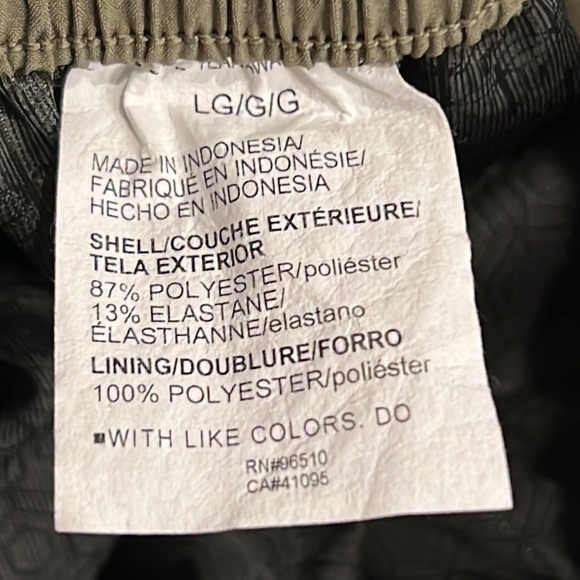 LG/G/G
MADE IN INDONESIA/
FABRIQUÉ EN INDONÉSIE/
HECHO EN INDONESIA
SHELL/COUCHE EXTÉRIEURE/
TELA EXTERIOR
87% POLYESTER/poliéster
13% ELASTANE/
ÉLASTHANNE/elastano
LINING/DOUBLURE/FORRO
100% POLYESTER/poliéster
WITH LIKE COLORS. DO
RN#96510
CA#41095